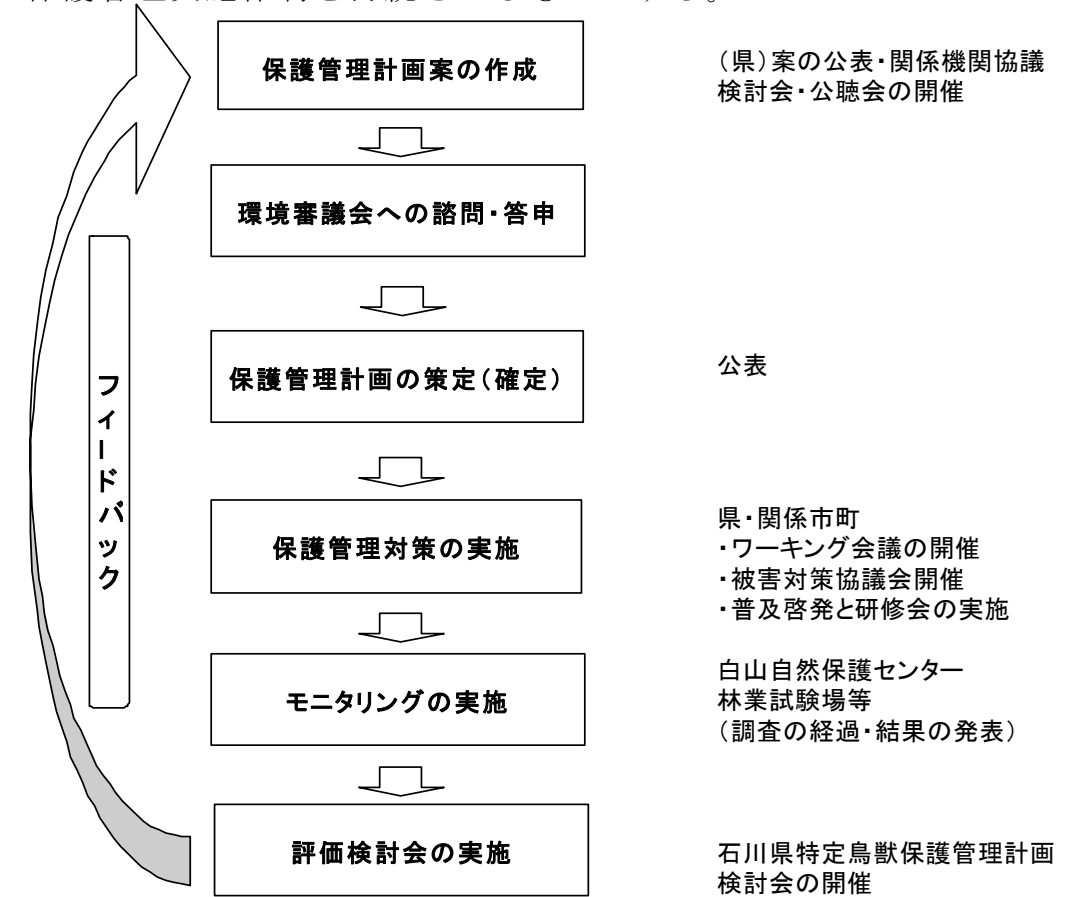 保護管理計画案の作成
(県)案の公表・関係機関協議
検討会・公聴会の開催
環境審議会への諮問・答申
保護管理計画の策定(確定)
公表
フィードバック
保護管理対策の実施
県・関係市町
・ワーキング会議の開催
・被害対策協議会開催
・普及啓発と研修会の実施
モニタリングの実施
白山自然保護センター
林業試験場等
(調査の経過・結果の発表)
評価検討会の実施
石川県特定鳥獣保護管理計画
検討会の開催